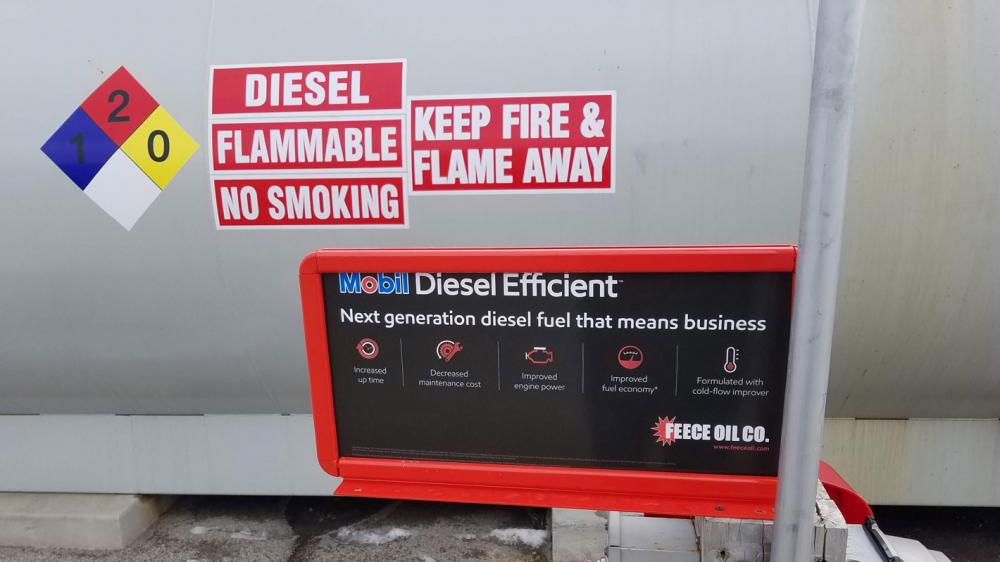 2
1
0
DIESEL
FLAMMABLE
NO SMOKING
KEEP FIRE &
FLAME AWAY
Mobil Diesel Efficient™
Next generation diesel fuel that means business
Increased
up time
Decreased
maintenance cost
Improved
engine power
Improved
fuel economy*
Formulated with
cold-flow improver
FEECE OIL CO.
www.feeceoil.com